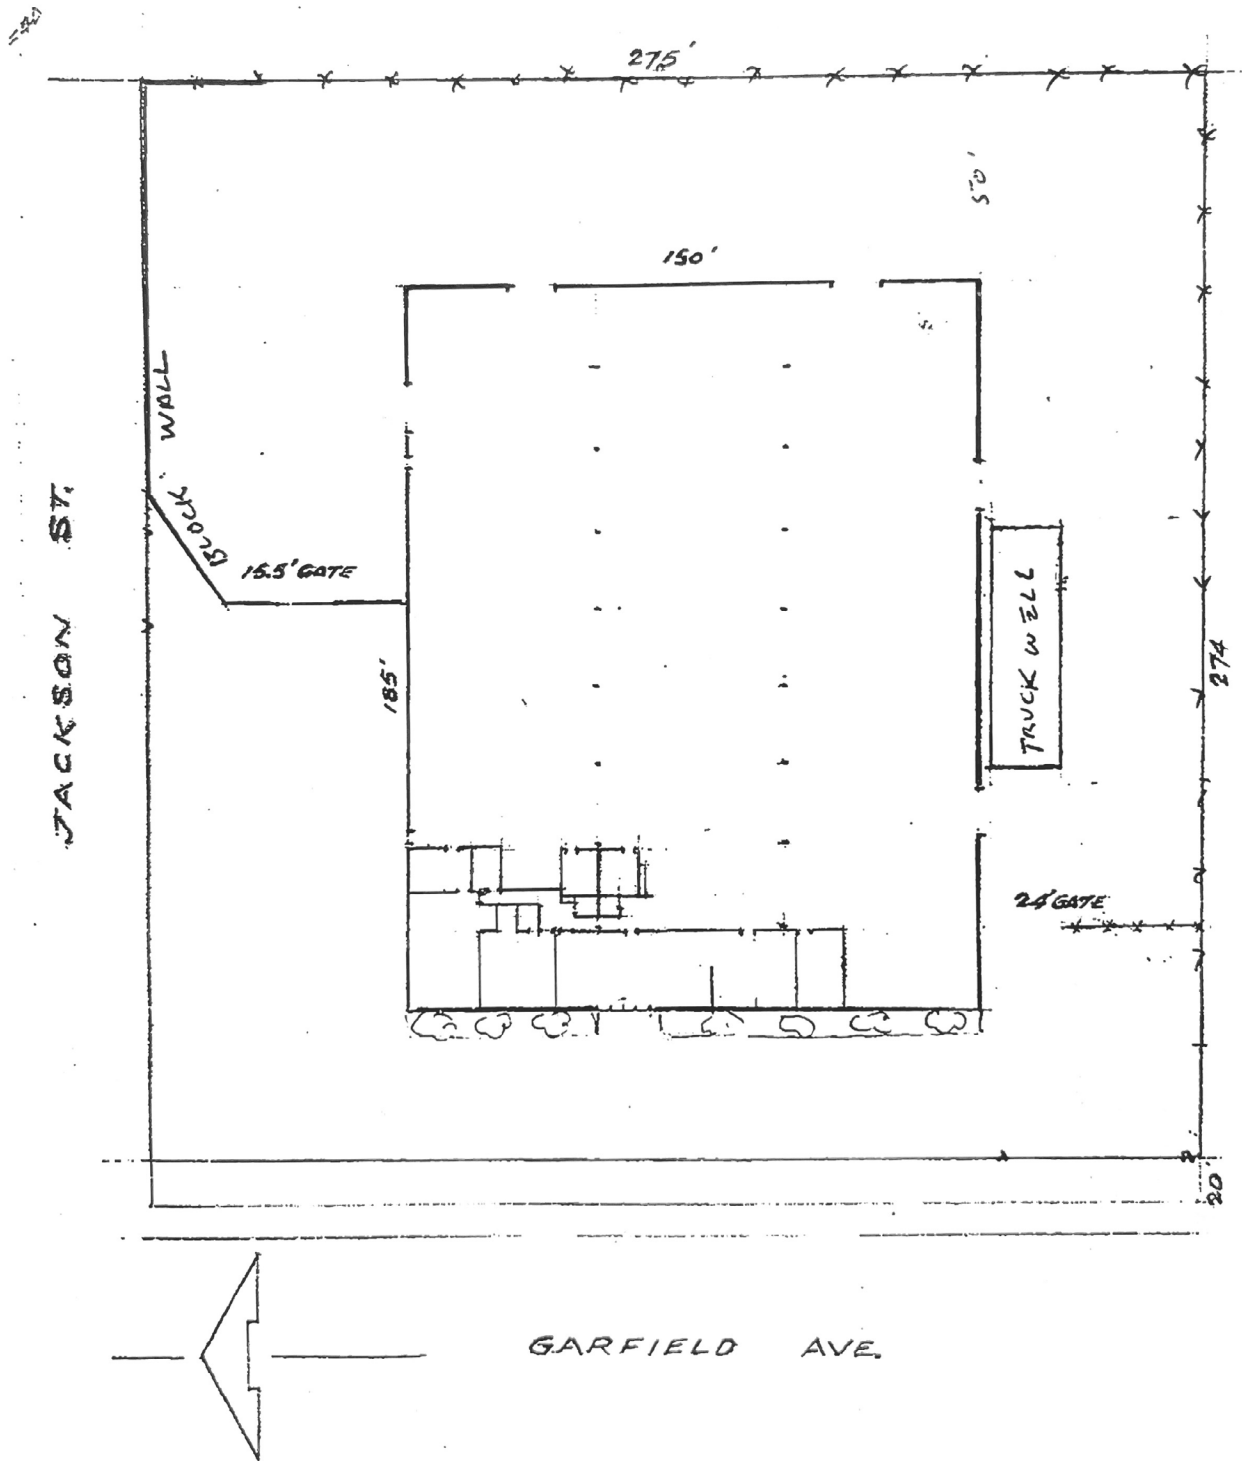 275'
50'
150'
BLOCK WALL
15.5' GATE
JACKSON ST.
185'
TRUCK WELL
274
24' GATE
20'
GARFIELD AVE.